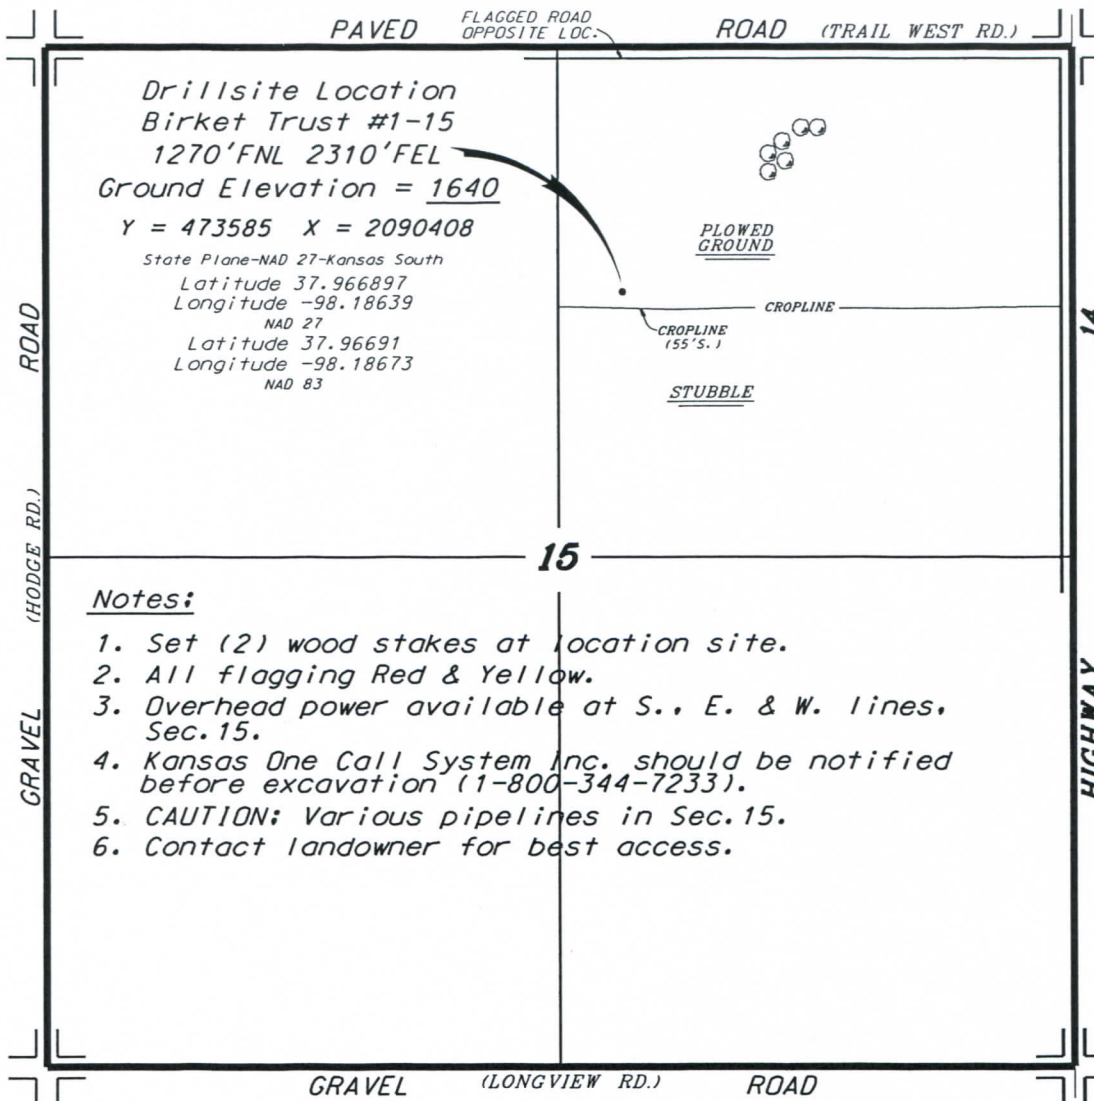 PAVED
FLAGGED ROAD
OPPOSITE LOC.
ROAD (TRAIL WEST RD.)
Drillsite Location
Birket Trust #1-15
1270'FNL 2310'FEL
Ground Elevation = 1640
Y = 473585 X = 2090408
State Plane-NAD 27-Kansas South
Latitude 37.966897
Longitude -98.18639
NAD 27
Latitude 37.96691
Longitude -98.18673
NAD 83
PLOWED
GROUND
CROPLINE
CROPLINE
(55'S.)
STUBBLE
14
HIGHWAY
ROAD
(HODGE RD.)
GRAVEL
15
Notes:
1. Set (2) wood stakes at location site.
2. All flagging Red & Yellow.
3. Overhead power available at S., E. & W. lines,
Sec.15.
4. Kansas One Call System Inc. should be notified
before excavation (1-800-344-7233).
5. CAUTION: Various pipelines in Sec.15.
6. Contact landowner for best access.
GRAVEL (LONGVIEW RD.) ROAD